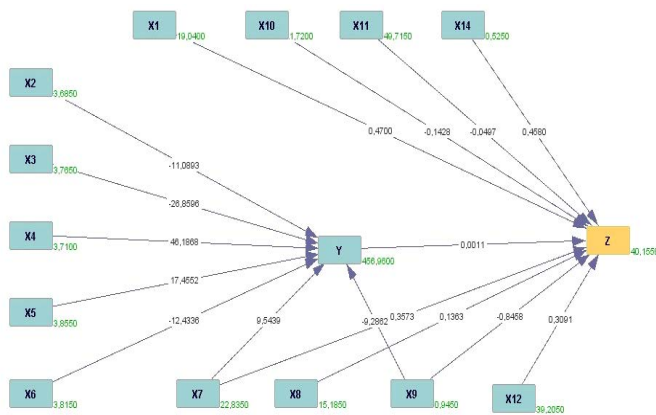 X1
19,0400
X10
1,7200
X11
49,7150
X14
0,5250
X2
3,6850
X3
3,7650
X4
3,7100
X5
3,8550
X6
3,8150
X7
22,8350
X8
15,1850
X9
0,9450
X12
39,2050
Y
456,9600
Z
40,1550
0,4700
-0,1428
-0,0497
0,4580
-11,0893
-26,8596
46,1868
17,4552
-12,4336
9,5439
0,0011
0,3573
-9,2862
0,1363
-0,8458
0,3091